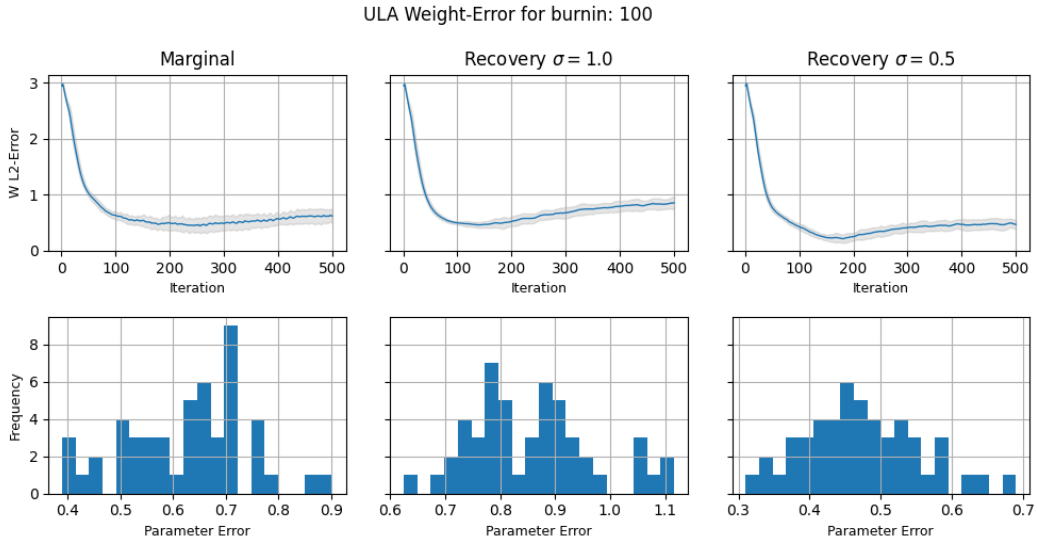 ULA Weight-Error for burnin: 100
Marginal
Recovery σ = 1.0
Recovery σ = 0.5
W L2-Error
3
2
1
0
0 100 200 300 400 500
0 100 200 300 400 500
0 100 200 300 400 500
Iteration
Iteration
Iteration
Frequency
8
6
4
2
0
0.4 0.5 0.6 0.7 0.8 0.9
0.6 0.7 0.8 0.9 1.0 1.1
0.3 0.4 0.5 0.6 0.7
Parameter Error
Parameter Error
Parameter Error